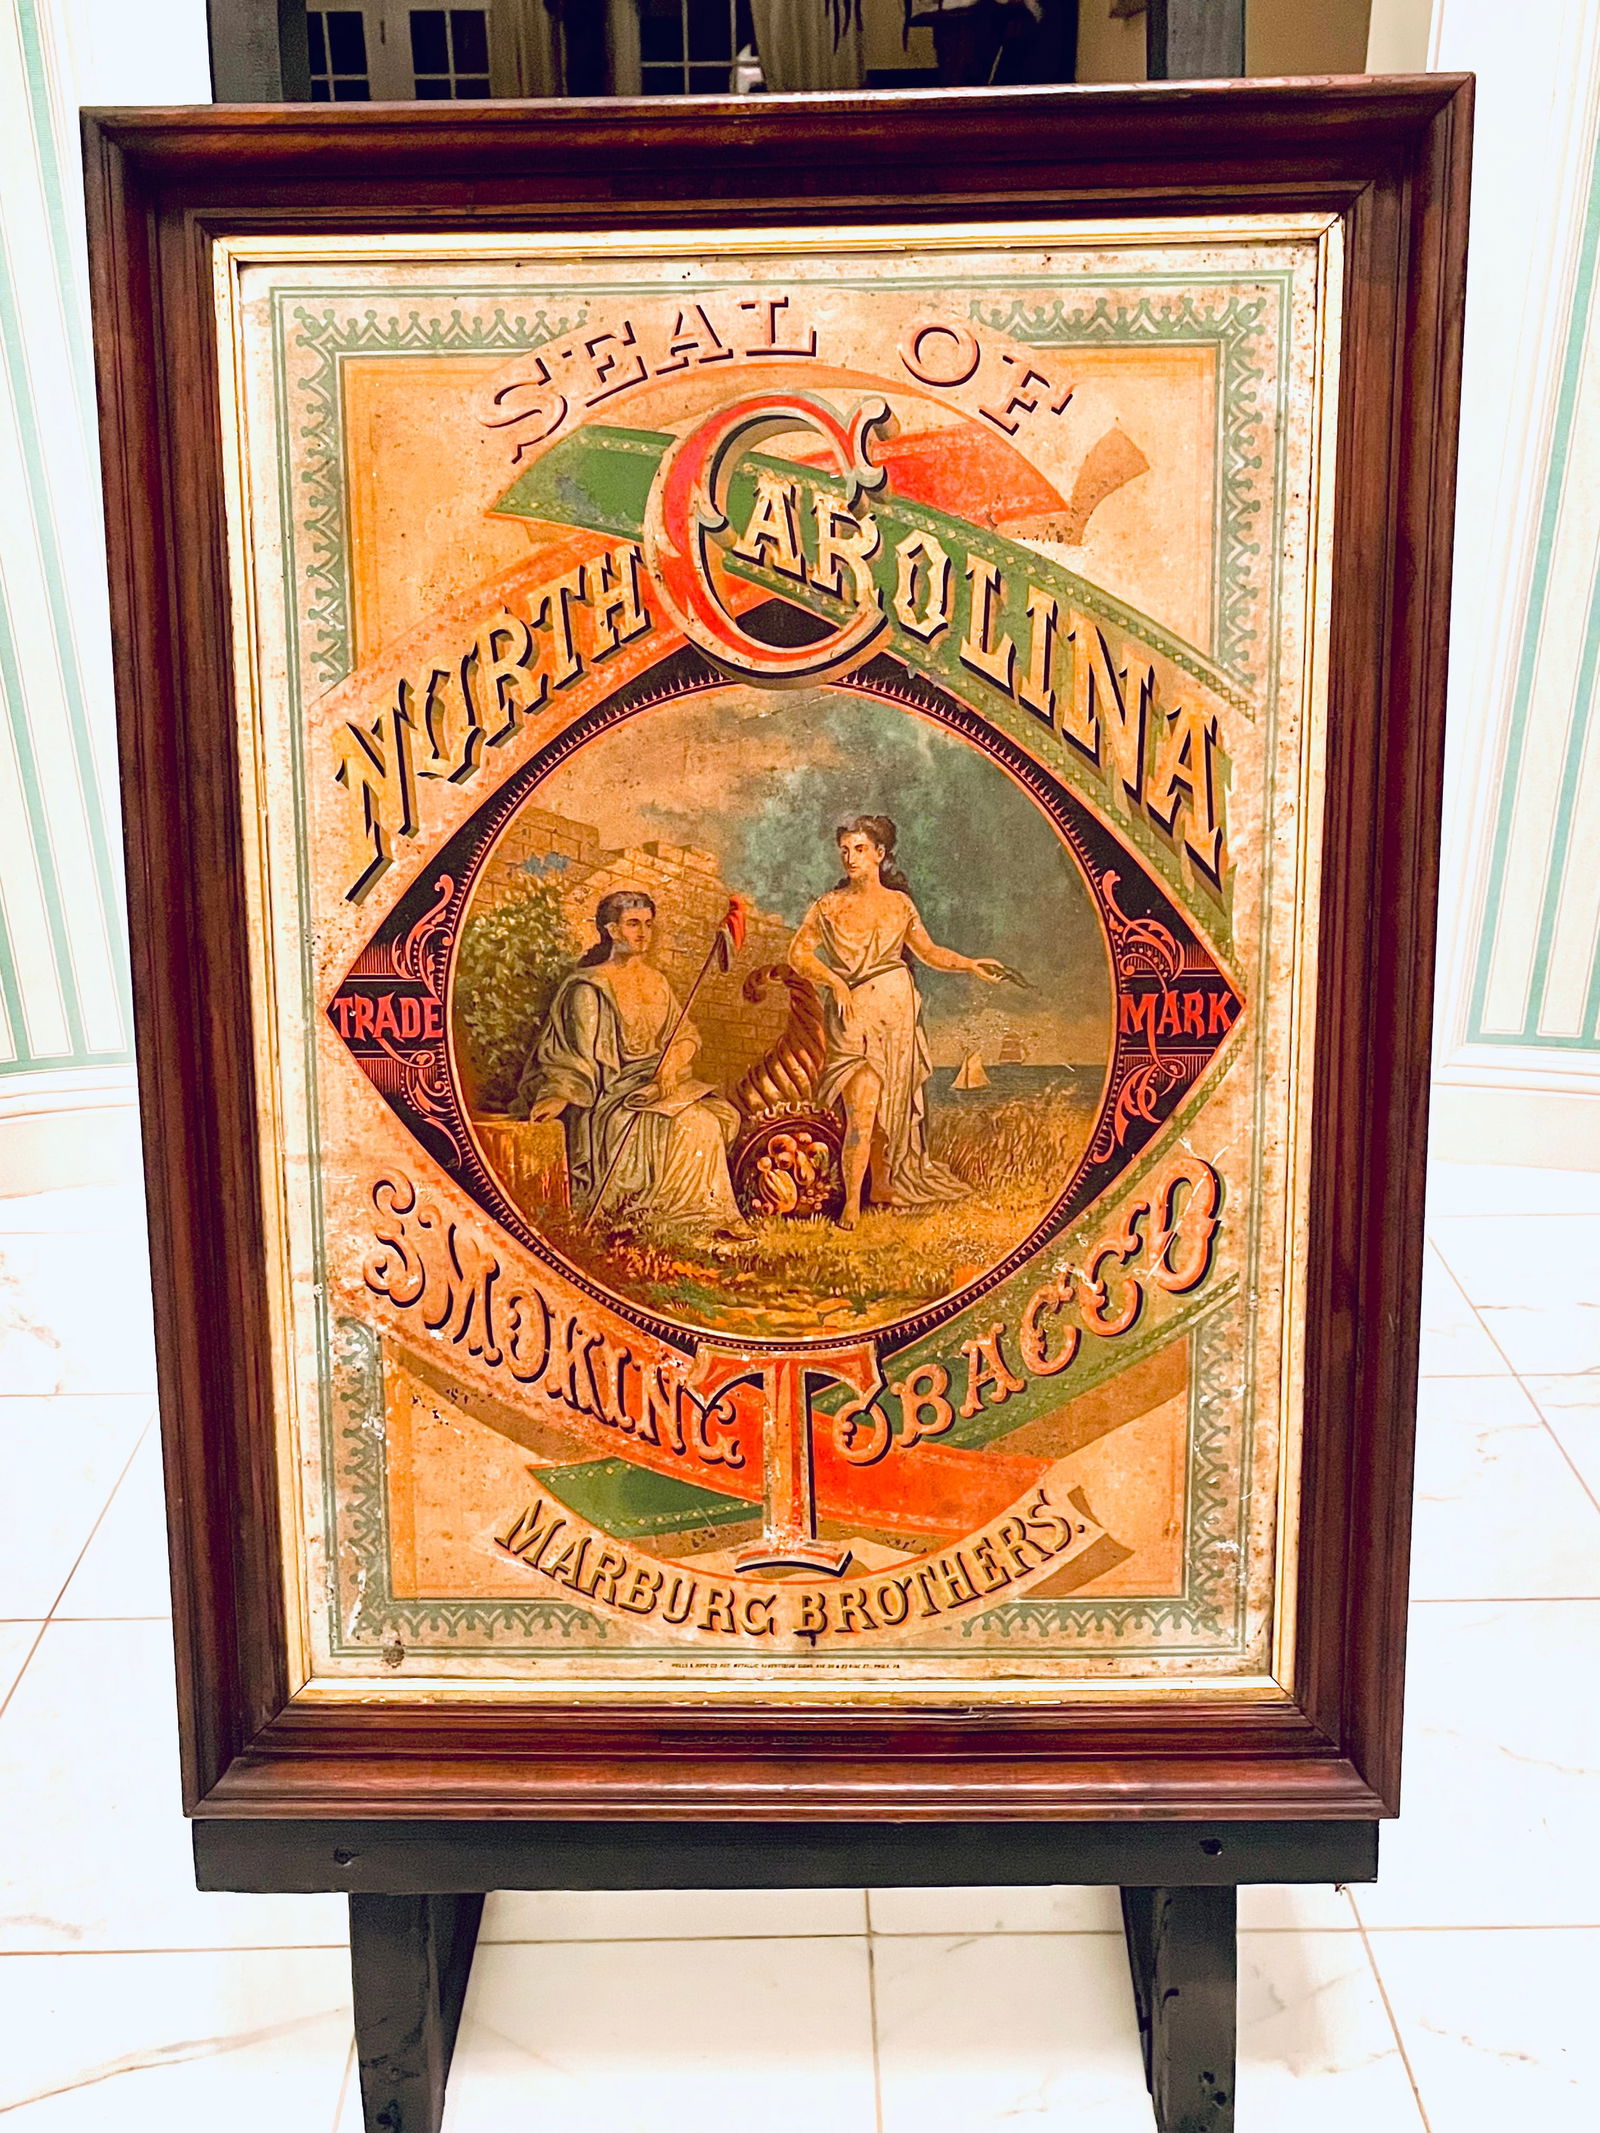 SEAL OF
NORTH CAROLINA
TRADE MARK
SMOKING TOBACCO
MARBURG BROTHERS.